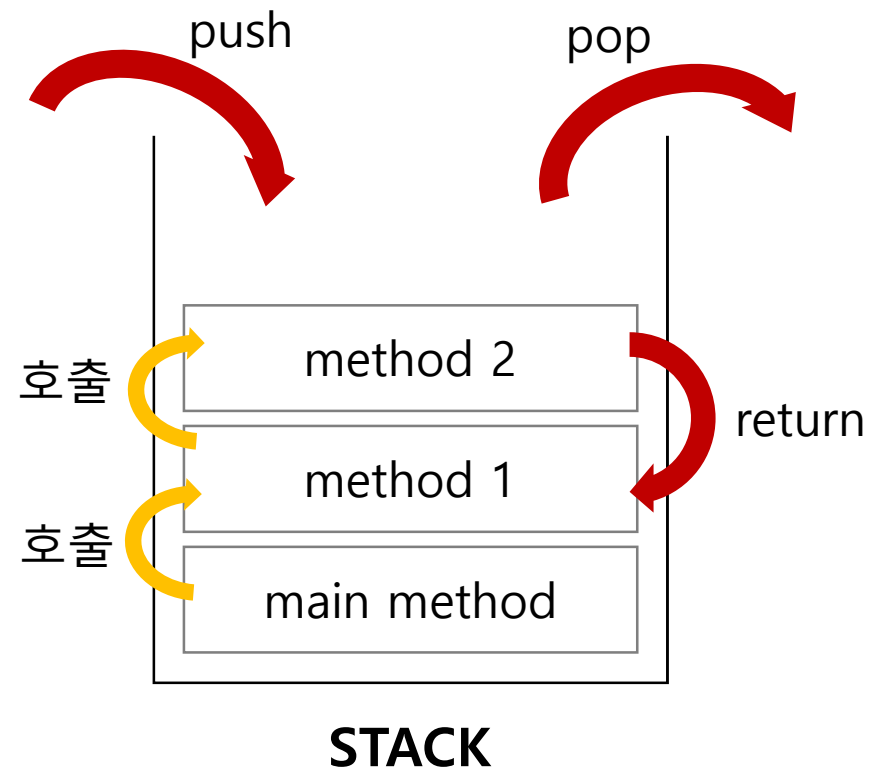 push
pop
method 2
호출
return
method 1
호출
main method
STACK